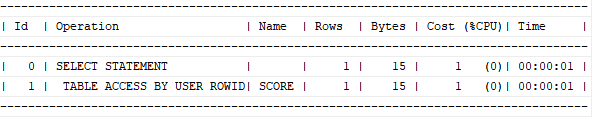 --------------------------------------------------------------------------------
| Id  | Operation                  | Name  | Rows  | Bytes | Cost (%CPU)| Time     |
--------------------------------------------------------------------------------
|   0 | SELECT STATEMENT           |       |     1 |    15 |     1   (0)| 00:00:01 |
|   1 |  TABLE ACCESS BY USER ROWID| SCORE |     1 |    15 |     1   (0)| 00:00:01 |
--------------------------------------------------------------------------------